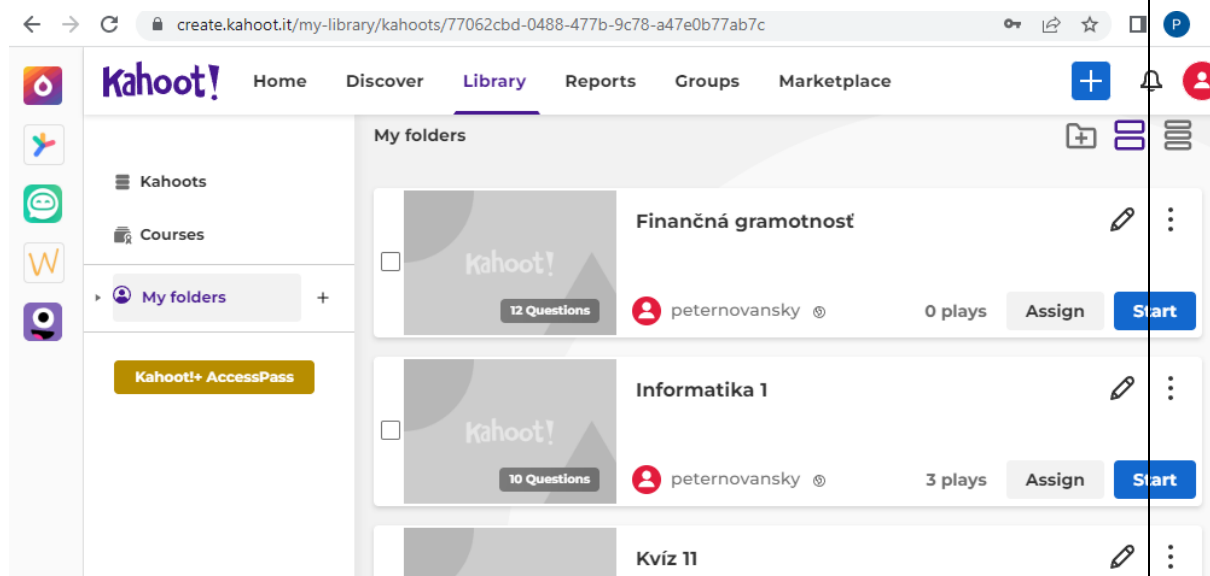 create.kahoot.it/my-library/kahoots/77062cbd-0488-477b-9c78-a47e0b77ab7c
P
Kahoot! Home Discover Library Reports Groups Marketplace
My folders
Kahoots
Courses
My folders
Kahoot!+ AccessPass
Kahoot!
12 Questions
Finančná gramotnosť
peternovansky
0 plays Assign Start
Kahoot!
10 Questions
Informatika 1
peternovansky
3 plays Assign Start
Kvíz 11
W